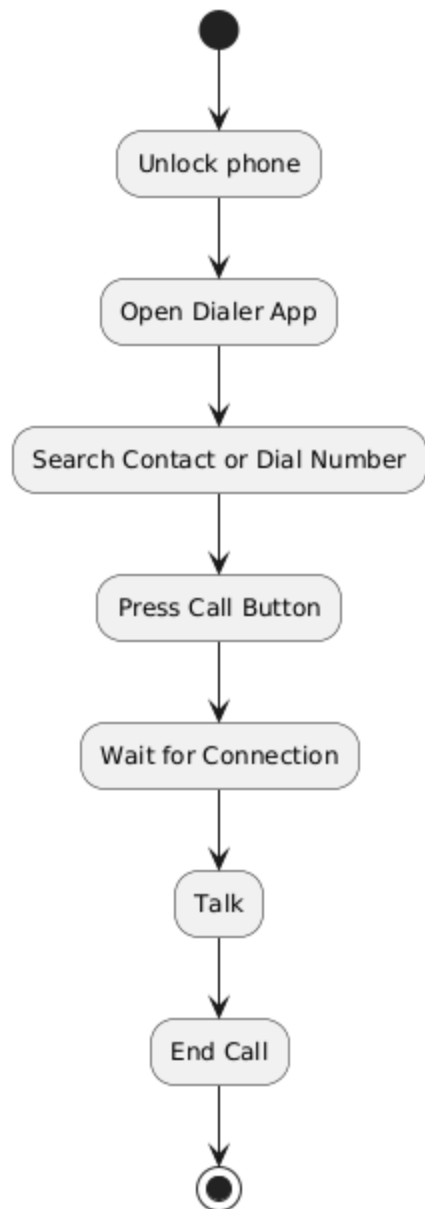 Unlock phone
Open Dialer App
Search Contact or Dial Number
Press Call Button
Wait for Connection
Talk
End Call